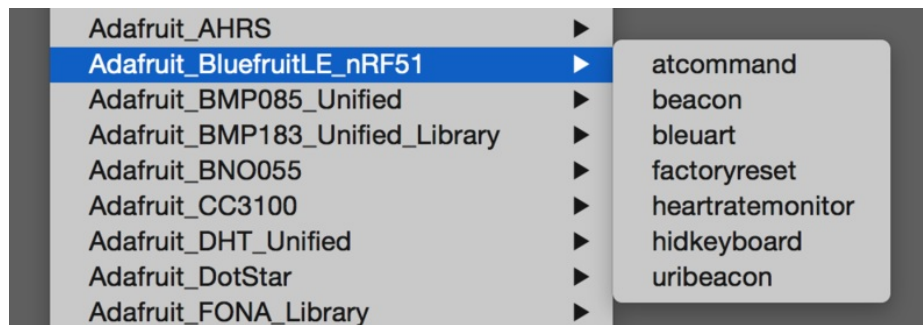 Adafruit_AHRS
Adafruit_BluefruitLE_nRF51
Adafruit_BMP085_Unified
Adafruit_BMP183_Unified_Library
Adafruit_BNO055
Adafruit_CC3100
Adafruit_DHT_Unified
Adafruit_DotStar
Adafruit_FONA_Library
atcommand
beacon
bleuart
factoryreset
heartratemonitor
hidkeyboard
uribeacon